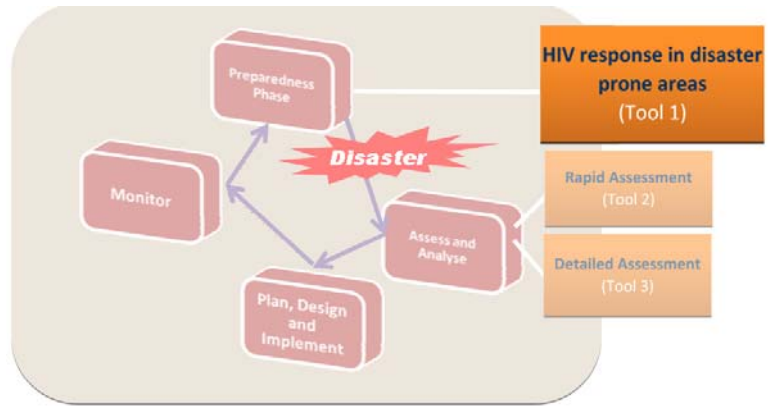 Preparedness
Phase
HIV response in disaster
prone areas
(Tool 1)
Disaster
Rapid Assessment
(Tool 2)
Monitor
Assess and
Analyse
Detailed Assessment
(Tool 3)
Plan, Design
and
Implement